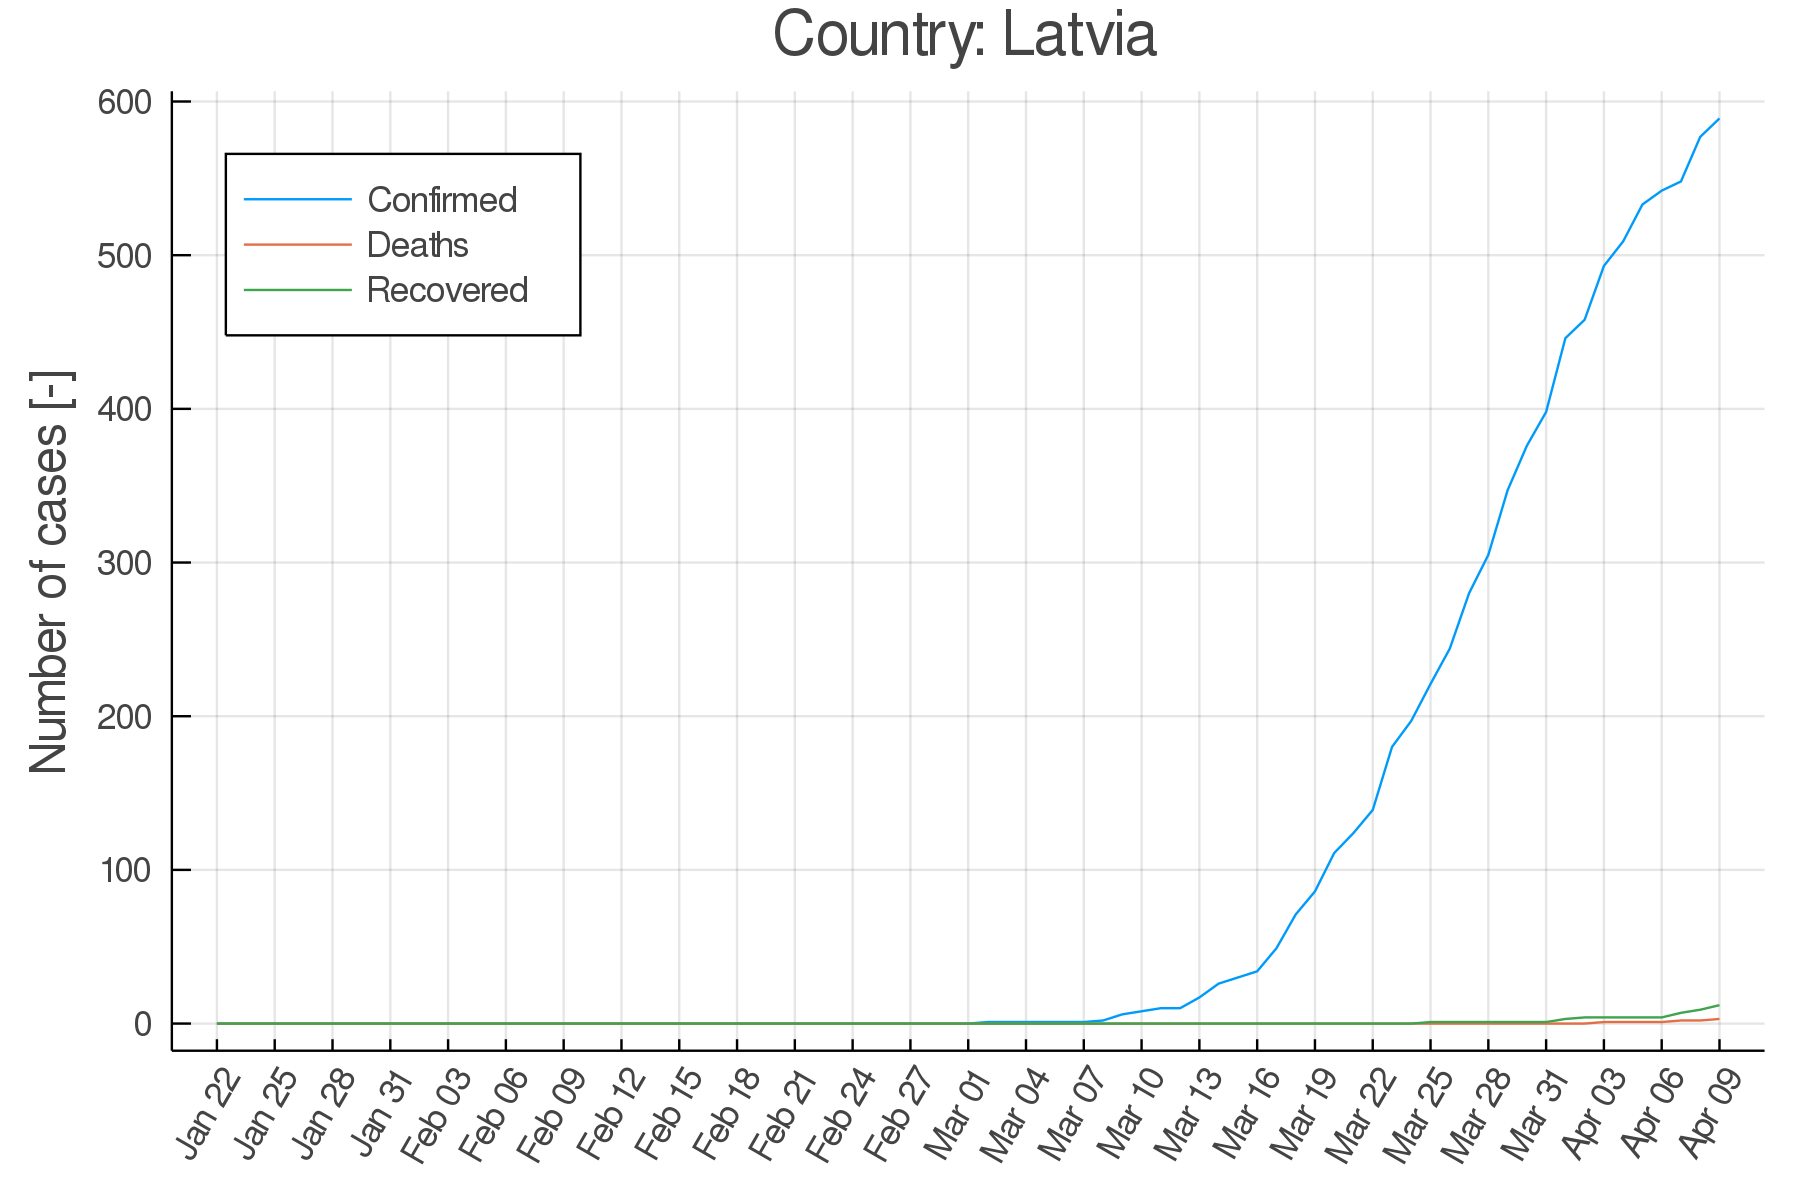 Country: Latvia
600
500
400
300
200
100
0
Number of cases [-]
Confirmed
Deaths
Recovered
Jan 22
Jan 25
Jan 28
Jan 31
Feb 03
Feb 06
Feb 09
Feb 12
Feb 15
Feb 18
Feb 21
Feb 24
Feb 27
Mar 01
Mar 04
Mar 07
Mar 10
Mar 13
Mar 16
Mar 19
Mar 22
Mar 25
Mar 28
Mar 31
Apr 03
Apr 06
Apr 09